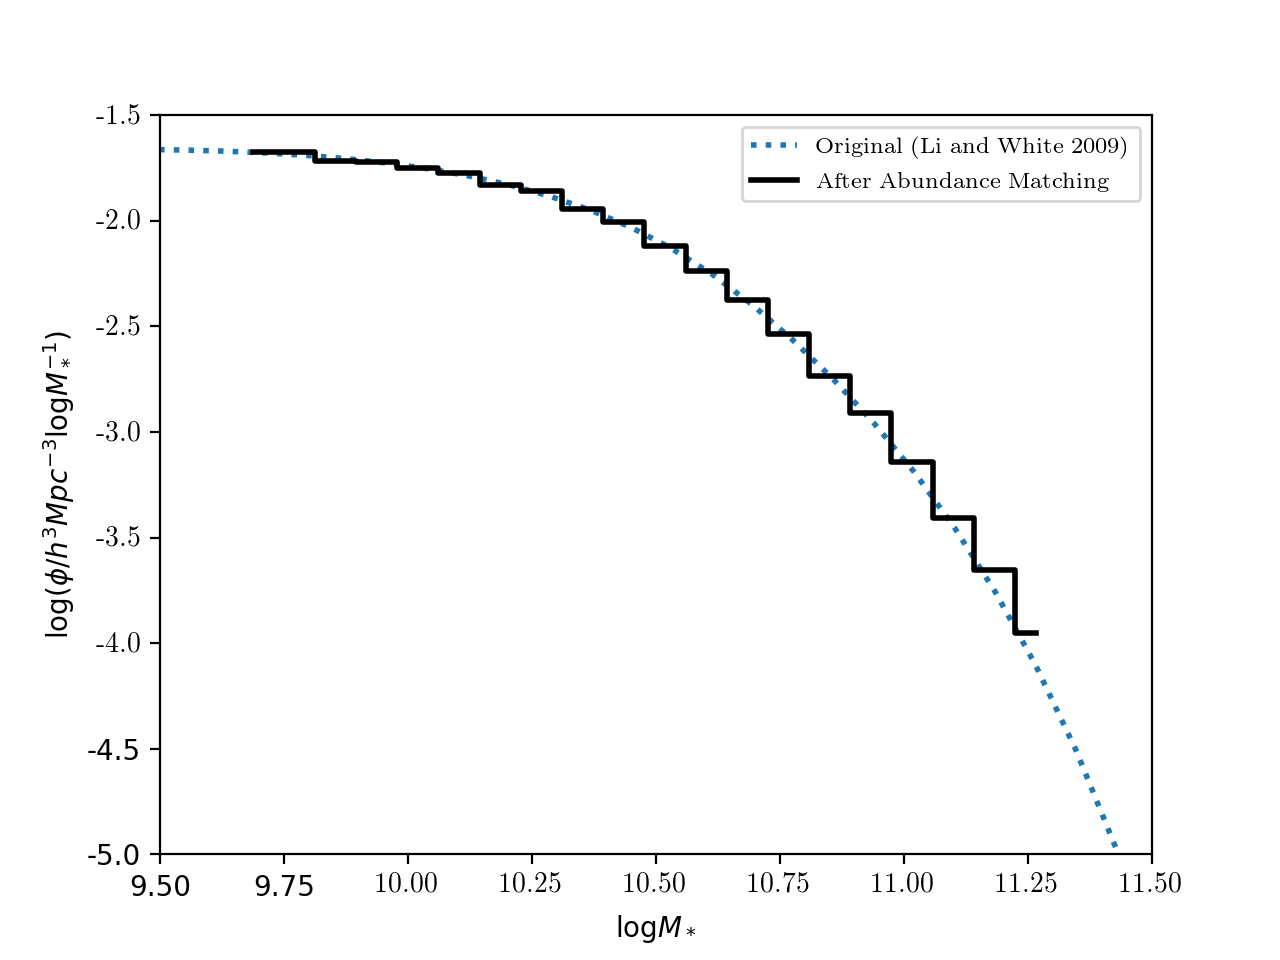 Original (Li and White 2009)
After Abundance Matching
-1.5
-2.0
-2.5
-3.0
-3.5
-4.0
-4.5
-5.0
log(ϕ/h³Mpc⁻³logM∗⁻¹)
9.50 9.75 10.00 10.25 10.50 10.75 11.00 11.25 11.50
logM∗